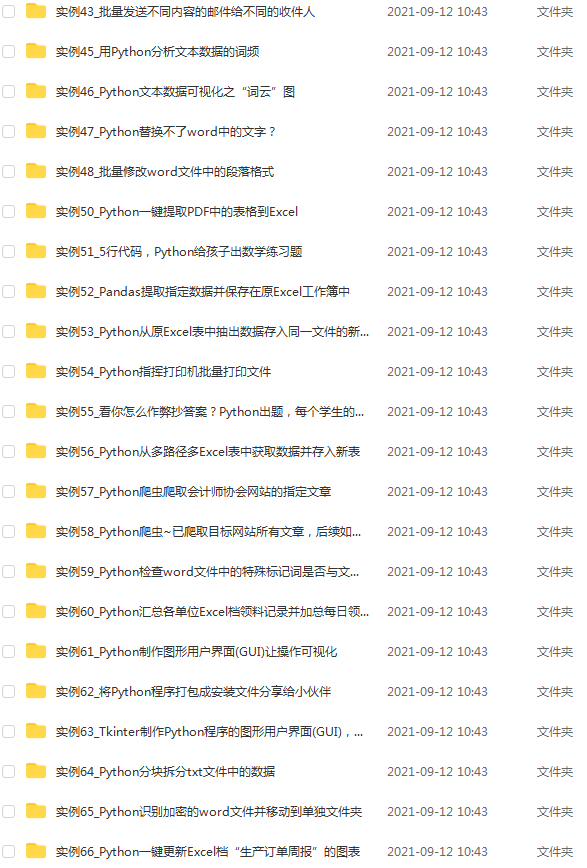 实例43_批量发送不同内容的邮件给不同的收件人 2021-09-12 10:43 文件夹
实例45_用Python分析文本数据的词频 2021-09-12 10:43 文件夹
实例46_Python文本数据可视化之“词云”图 2021-09-12 10:43 文件夹
实例47_Python替换不了word中的文字？ 2021-09-12 10:43 文件夹
实例48_批量修改word文件中的段落格式 2021-09-12 10:43 文件夹
实例50_Python一键提取PDF中的表格到Excel 2021-09-12 10:43 文件夹
实例51_5行代码，Python给孩子出数学练习题 2021-09-12 10:43 文件夹
实例52_Pandas提取指定数据并保存在原Excel工作簿中 2021-09-12 10:43 文件夹
实例53_Python从原Excel表中抽出数据存入同一文件的新... 2021-09-12 10:43 文件夹
实例54_Python指挥打印机批量打印文件 2021-09-12 10:43 文件夹
实例55_看你怎么作弊抄答案？Python出题，每个学生的... 2021-09-12 10:43 文件夹
实例56_Python从多路径多Excel表中获取数据并存入新表 2021-09-12 10:43 文件夹
实例57_Python爬虫爬取会计师协会网站的指定文章 2021-09-12 10:43 文件夹
实例58_Python爬虫~已爬取目标网站所有文章，后续如... 2021-09-12 10:43 文件夹
实例59_Python检查word文件中的特殊标记词是否与文... 2021-09-12 10:43 文件夹
实例60_Python汇总各单位Excel档领料记录并加总每日领... 2021-09-12 10:43 文件夹
实例61_Python制作图形用户界面(GUI)让操作可视化 2021-09-12 10:43 文件夹
实例62_将Python程序打包成安装文件分享给小伙伴 2021-09-12 10:43 文件夹
实例63_Tkinter制作Python程序的图形用户界面(GUI)，... 2021-09-12 10:43 文件夹
实例64_Python分块拆分txt文件中的数据 2021-09-12 10:43 文件夹
实例65_Python识别加密的word文件并移动到单独文件夹 2021-09-12 10:43 文件夹
实例66_Python一键更新Excel档“生产订单周报”的图表 2021-09-12 10:43 文件夹